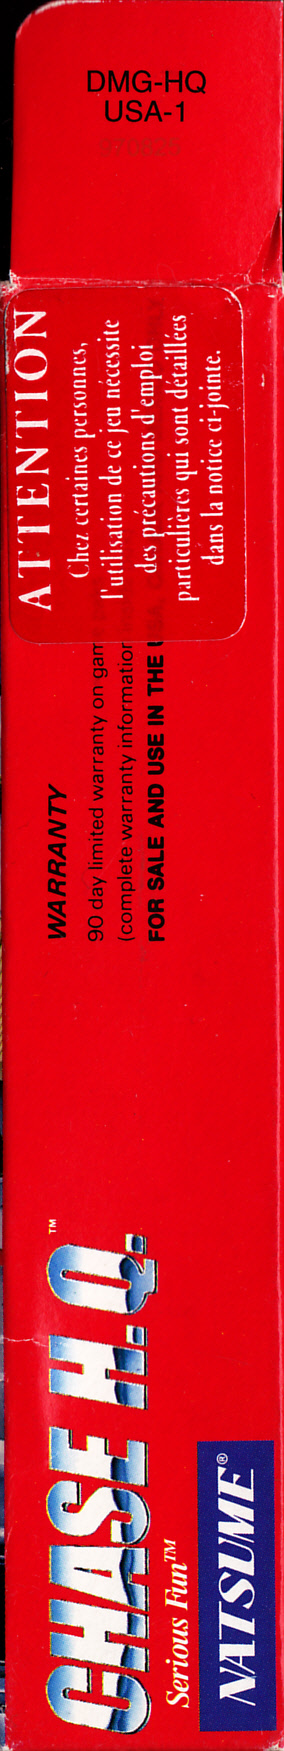 DMG-HQ
USA-1
ATTENTION
Chez certaines personnes,
l'utilisation de ce jeu nécessite
des précautions d'emploi
particulières qui sont détaillées
dans la notice ci-jointe.
WARRANTY
90 day limited warranty on gam
(complete warranty information
FOR SALE AND USE IN THE
CHASE H.Q.™
Serious Fun™
NATSUME®